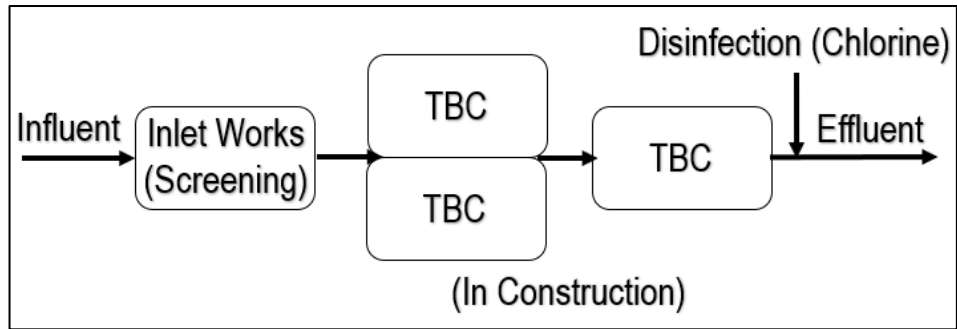 Disinfection (Chlorine)
Influent
Inlet Works
(Screening)
TBC
TBC
TBC
Effluent
(In Construction)